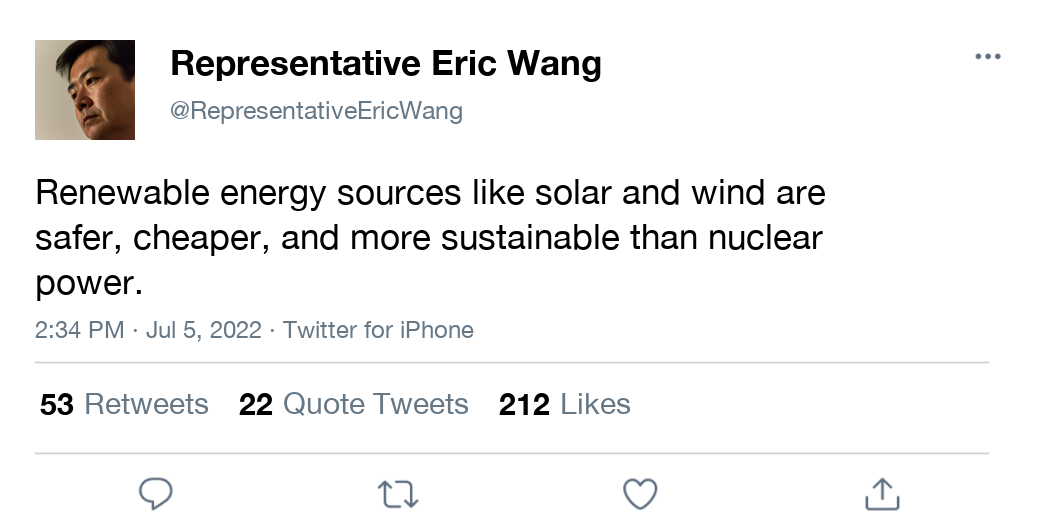 Representative Eric Wang
@RepresentativeEricWang
Renewable energy sources like solar and wind are
safer, cheaper, and more sustainable than nuclear
power.
2:34 PM · Jul 5, 2022 · Twitter for iPhone
53 Retweets 22 Quote Tweets 212 Likes